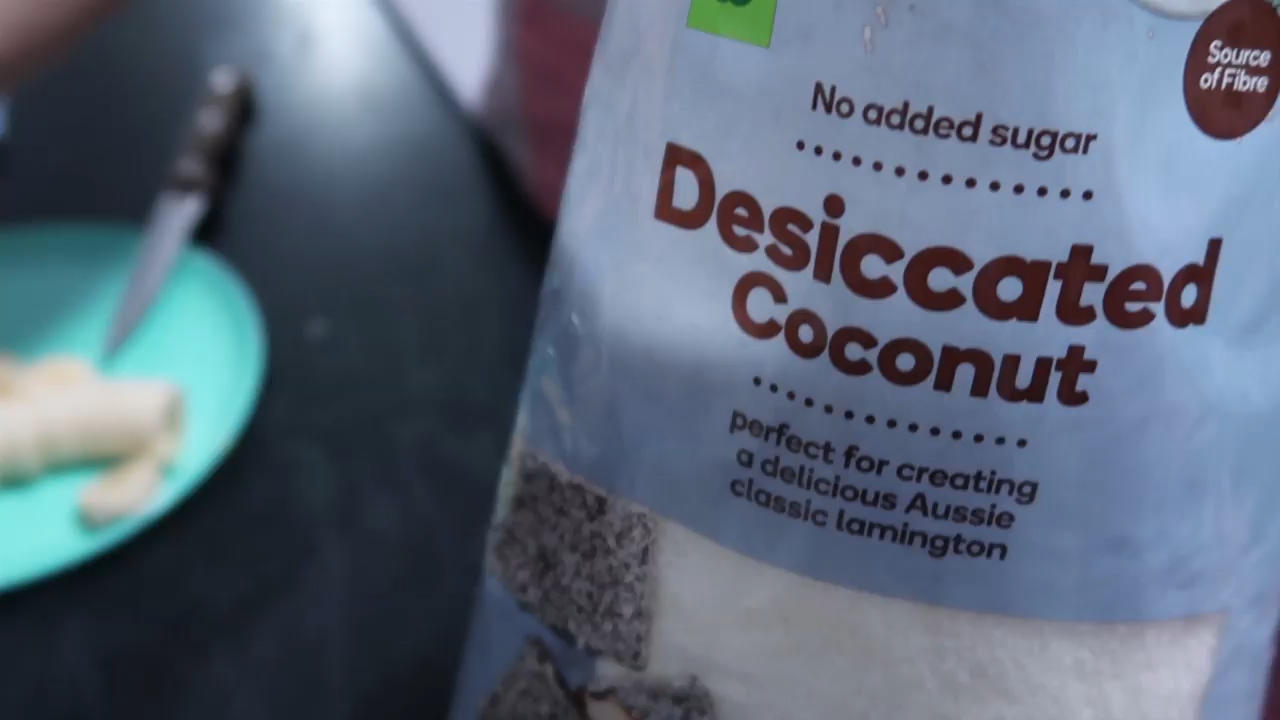 Source
of Fibre
No added sugar
Desiccated
Coconut
perfect for creating
a delicious Aussie
classic lamington